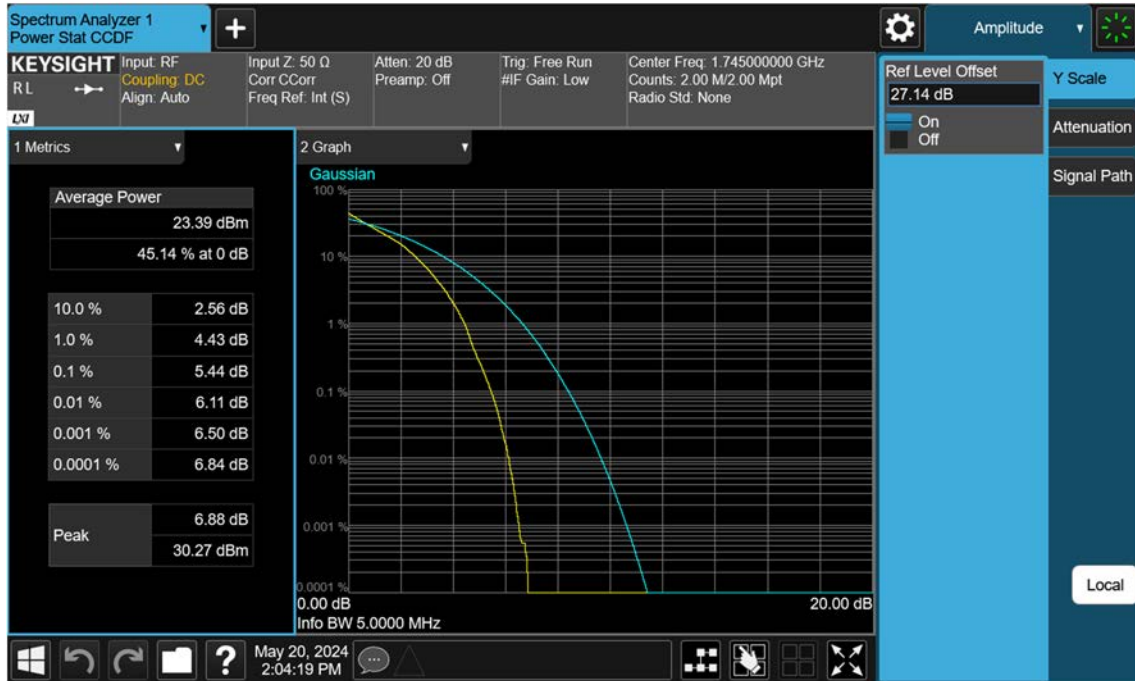 Spectrum Analyzer 1
Power Stat CCDF
Amplitude
KEYSIGHT
R L
LXI
Input: RF
Coupling: DC
Align: Auto
Input Z: 50 Ω
Corr CCorr
Freq Ref: Int (S)
Atten: 20 dB
Preamp: Off
Trig: Free Run
#IF Gain: Low
Center Freq: 1.745000000 GHz
Counts: 2.00 M/2.00 Mpt
Radio Std: None
Ref Level Offset
27.14 dB
On
Off
Y Scale
Attenuation
Signal Path
1 Metrics
Average Power
23.39 dBm
45.14 % at 0 dB
10.0 % 2.56 dB
1.0 % 4.43 dB
0.1 % 5.44 dB
0.01 % 6.11 dB
0.001 % 6.50 dB
0.0001 % 6.84 dB
Peak
6.88 dB
30.27 dBm
2 Graph
Gaussian
100 %
10 %
1 %
0.1 %
0.01 %
0.001 %
0.0001 %
0.00 dB 20.00 dB
Info BW 5.0000 MHz
Local
?
May 20, 2024
2:04:19 PM